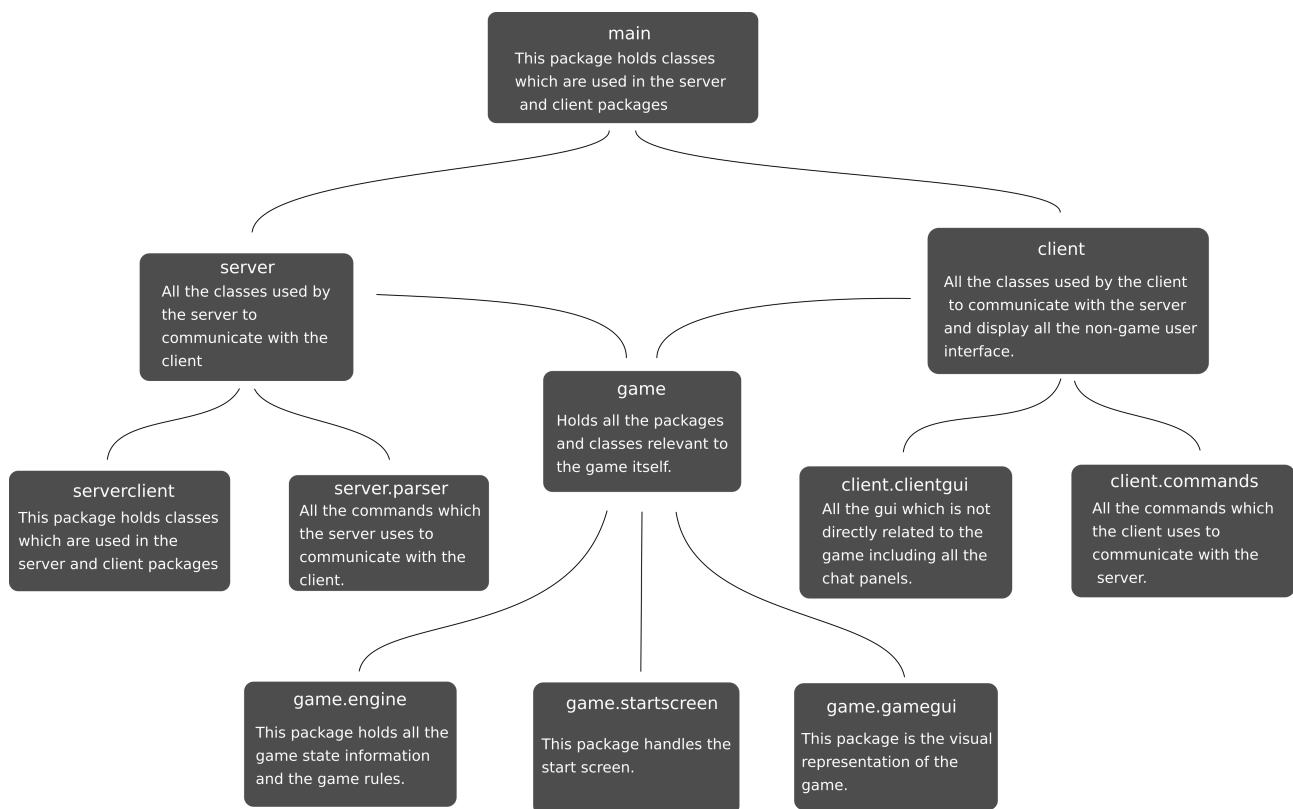 main
This package holds classes
which are used in the server
and client packages
server
All the classes used by
the server to
communicate with the
client
client
All the classes used by the client
to communicate with the server
and display all the non-game user
interface.
game
Holds all the packages
and classes relevant to
the game itself.
serverclient
This package holds classes
which are used in the
server and client packages
server.parser
All the commands which
the server uses to
communicate with the
client.
client.clientgui
All the gui which is not
directly related to the
game including all the
chat panels.
client.commands
All the commands which
the client uses to
communicate with the
server.
game.engine
This package holds all the
game state information
and the game rules.
game.startscreen
This package handles the
start screen.
game.gamegui
This package is the visual
representation of the
game.